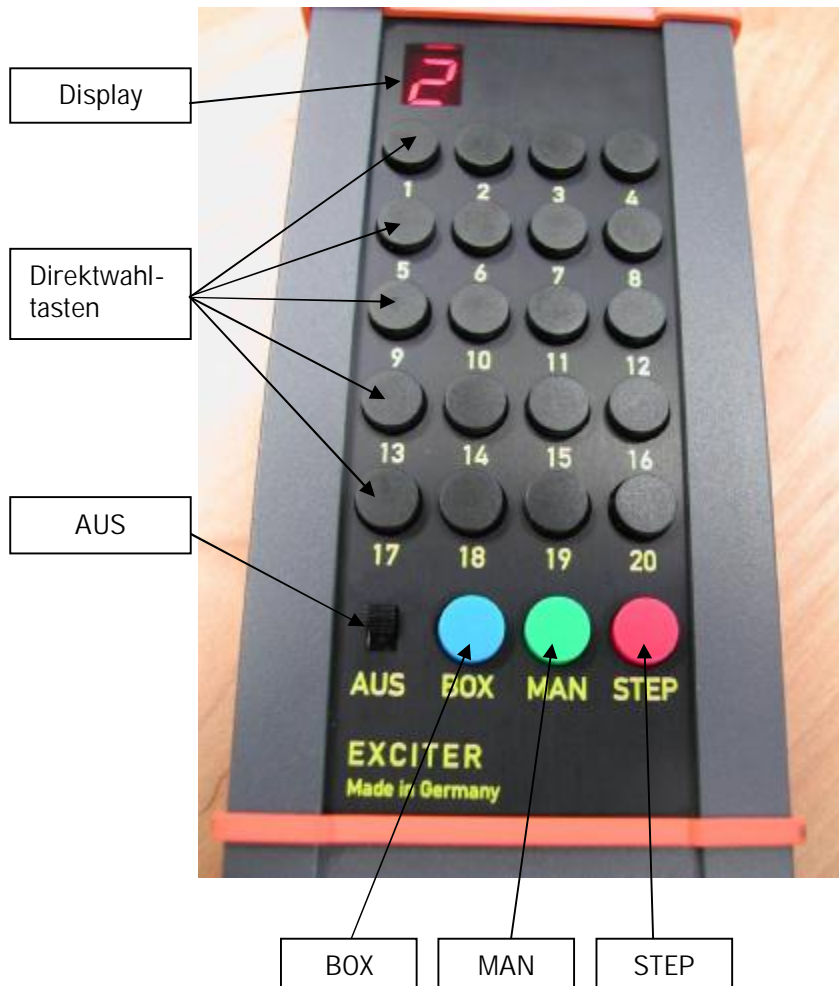 Display
2
1 2 3 4
Direktwahl-
tasten
5 6 7 8
9 10 11 12
13 14 15 16
AUS
17 18 19 20
AUS BOX MAN STEP
EXCITER
Made in Germany
BOX MAN STEP